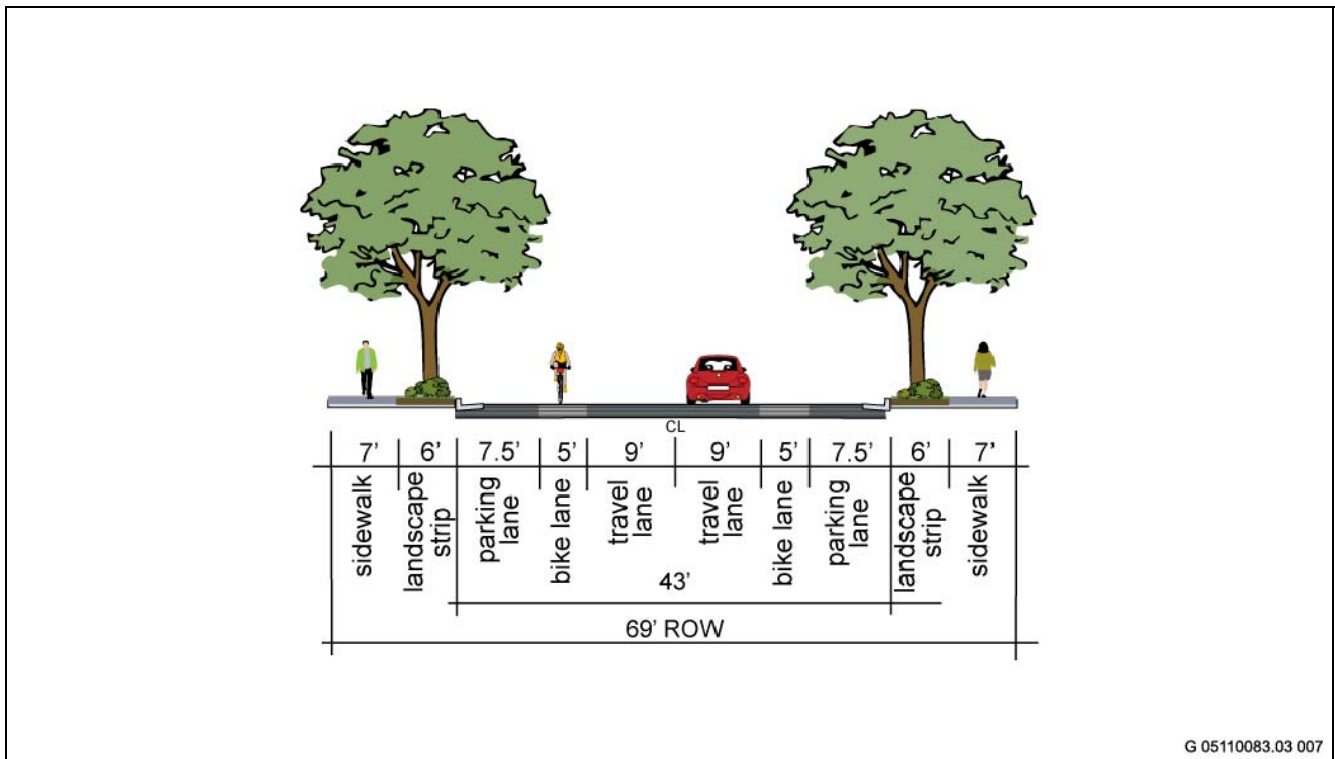 CL
7' 6' 7.5' 5' 9' 9' 5' 7.5' 6' 7'
sidewalk
landscape
strip
parking
lane
bike lane
travel
lane
travel
lane
bike lane
parking
lane
landscape
strip
sidewalk
43'
69' ROW
G 05110083.03 007